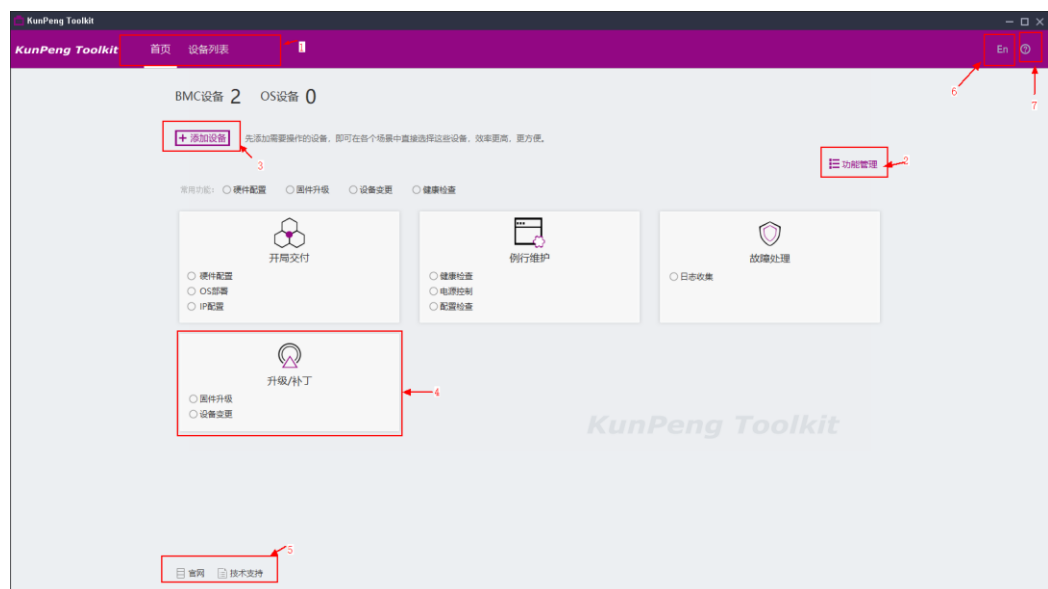 KunPeng Toolkit
KunPeng Toolkit 首页 设备列表 1 En
6
7
BMC设备 2 OS设备 0
+ 添加设备 先添加需要操作的设备，即可在各个场景中直接选择这些设备，效率更高，更方便。
3
功能管理 2
常用功能： 硬件配置 固件升级 设备变更 健康检查
开局交付
硬件配置
OS部署
IP配置
例行维护
健康检查
电源控制
配置检查
故障处理
日志收集
升级/补丁
固件升级
设备变更
4
KunPeng Toolkit
5
官网 技术支持